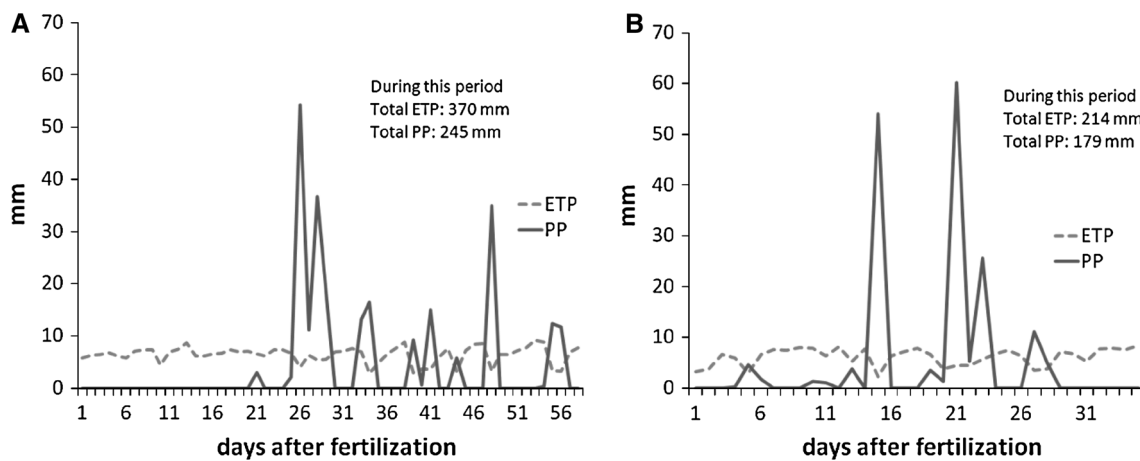 A
70
60
50
40
30
20
10
0
mm
During this period
Total ETP: 370 mm
Total PP: 245 mm
ETP
PP
1 6 11 16 21 26 31 36 41 46 51 56
days after fertilization
B
70
60
50
40
30
20
10
0
mm
During this period
Total ETP: 214 mm
Total PP: 179 mm
ETP
PP
1 6 11 16 21 26 31
days after fertilization